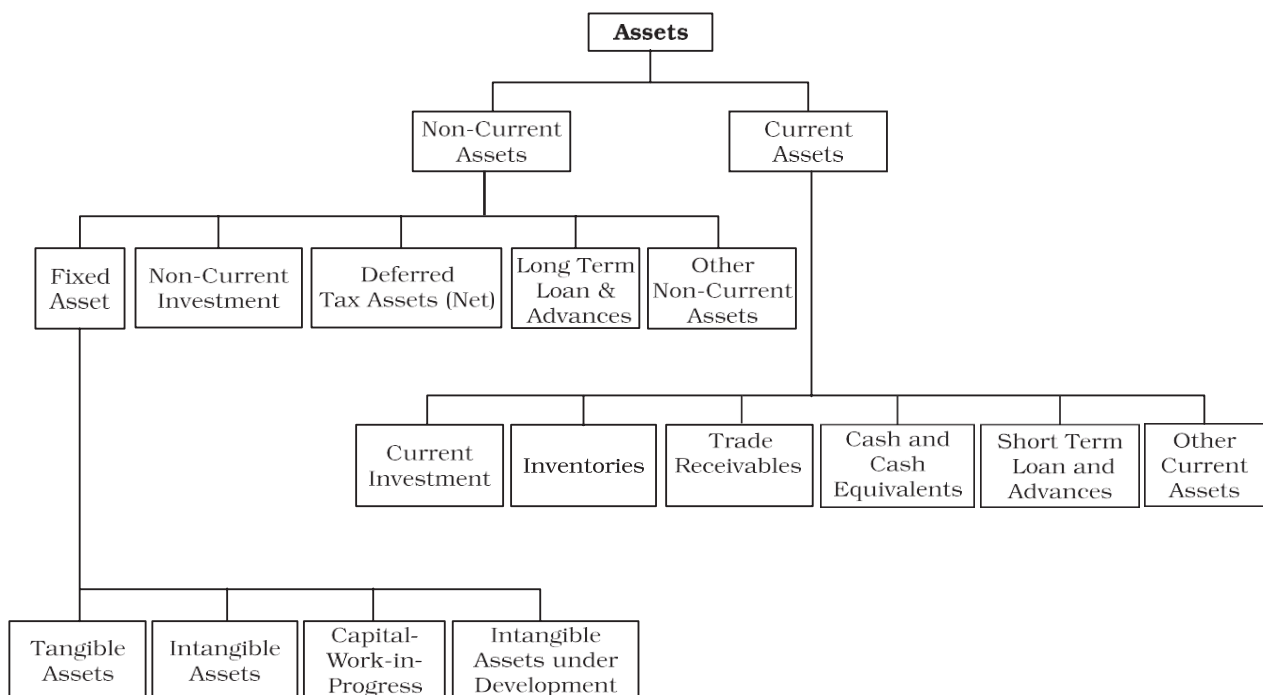 Assets
Non-Current
Assets
Current
Assets
Fixed
Asset
Non-Current
Investment
Deferred
Tax Assets (Net)
Long Term
Loan &
Advances
Other
Non-Current
Assets
Current
Investment
Inventories
Trade
Receivables
Cash and
Cash
Equivalents
Short Term
Loan and
Advances
Other
Current
Assets
Tangible
Assets
Intangible
Assets
Capital-
Work-in-
Progress
Intangible
Assets under
Development